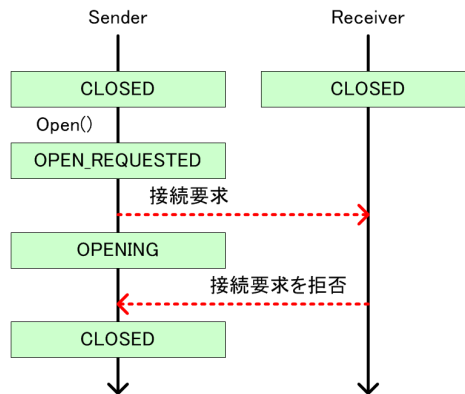 Sender
Receiver
CLOSED
CLOSED
Open()
OPEN_REQUESTED
接続要求
OPENING
接続要求を拒否
CLOSED